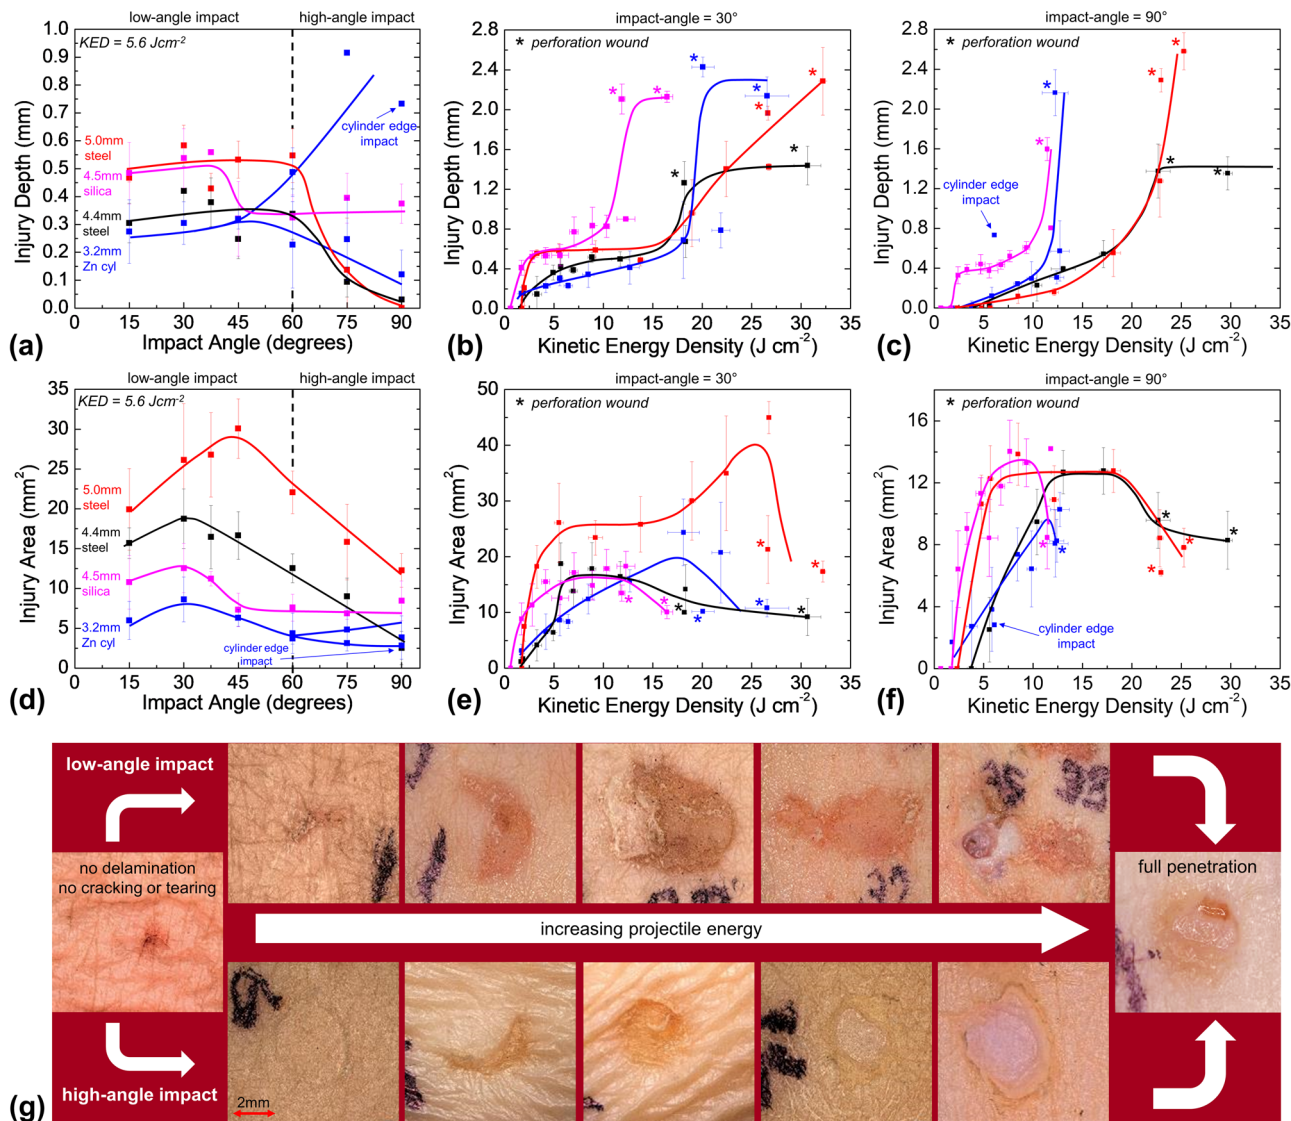 low-angle impact
high-angle impact
KED = 5.6 Jcm-2
1.0
0.9
0.8
0.7
0.6
0.5
0.4
0.3
0.2
0.1
0.0
Injury Depth (mm)
5.0mm
steel
4.5mm
silica
4.4mm
steel
3.2mm
Zn cyl
cylinder edge
impact
15
30
45
60
75
90
(a)
Impact Angle (degrees)
impact-angle = 30°
* perforation wound
2.8
2.4
2.0
1.6
1.2
0.8
0.4
0.0
Injury Depth (mm)
0
5
10
15
20
25
30
35
(b)
Kinetic Energy Density (J cm-2)
impact-angle = 90°
* perforation wound
2.8
2.4
2.0
1.6
1.2
0.8
0.4
0.0
Injury Depth (mm)
cylinder edge
impact
0
5
10
15
20
25
30
35
(c)
Kinetic Energy Density (J cm-2)
low-angle impact
high-angle impact
KED = 5.6 Jcm-2
35
30
25
20
15
10
5
0
Injury Area (mm2)
5.0mm
steel
4.4mm
steel
4.5mm
silica
3.2mm
Zn cyl
cylinder edge
impact
15
30
45
60
75
90
(d)
Impact Angle (degrees)
impact-angle = 30°
* perforation wound
50
40
30
20
10
0
Injury Area (mm2)
0
5
10
15
20
25
30
35
(e)
Kinetic Energy Density (J cm-2)
impact-angle = 90°
* perforation wound
16
12
8
4
0
Injury Area (mm2)
cylinder edge
impact
0
5
10
15
20
25
30
35
(f)
Kinetic Energy Density (J cm-2)
low-angle impact
no delamination
no cracking or tearing
full penetration
increasing projectile energy
high-angle impact
2mm
(g)